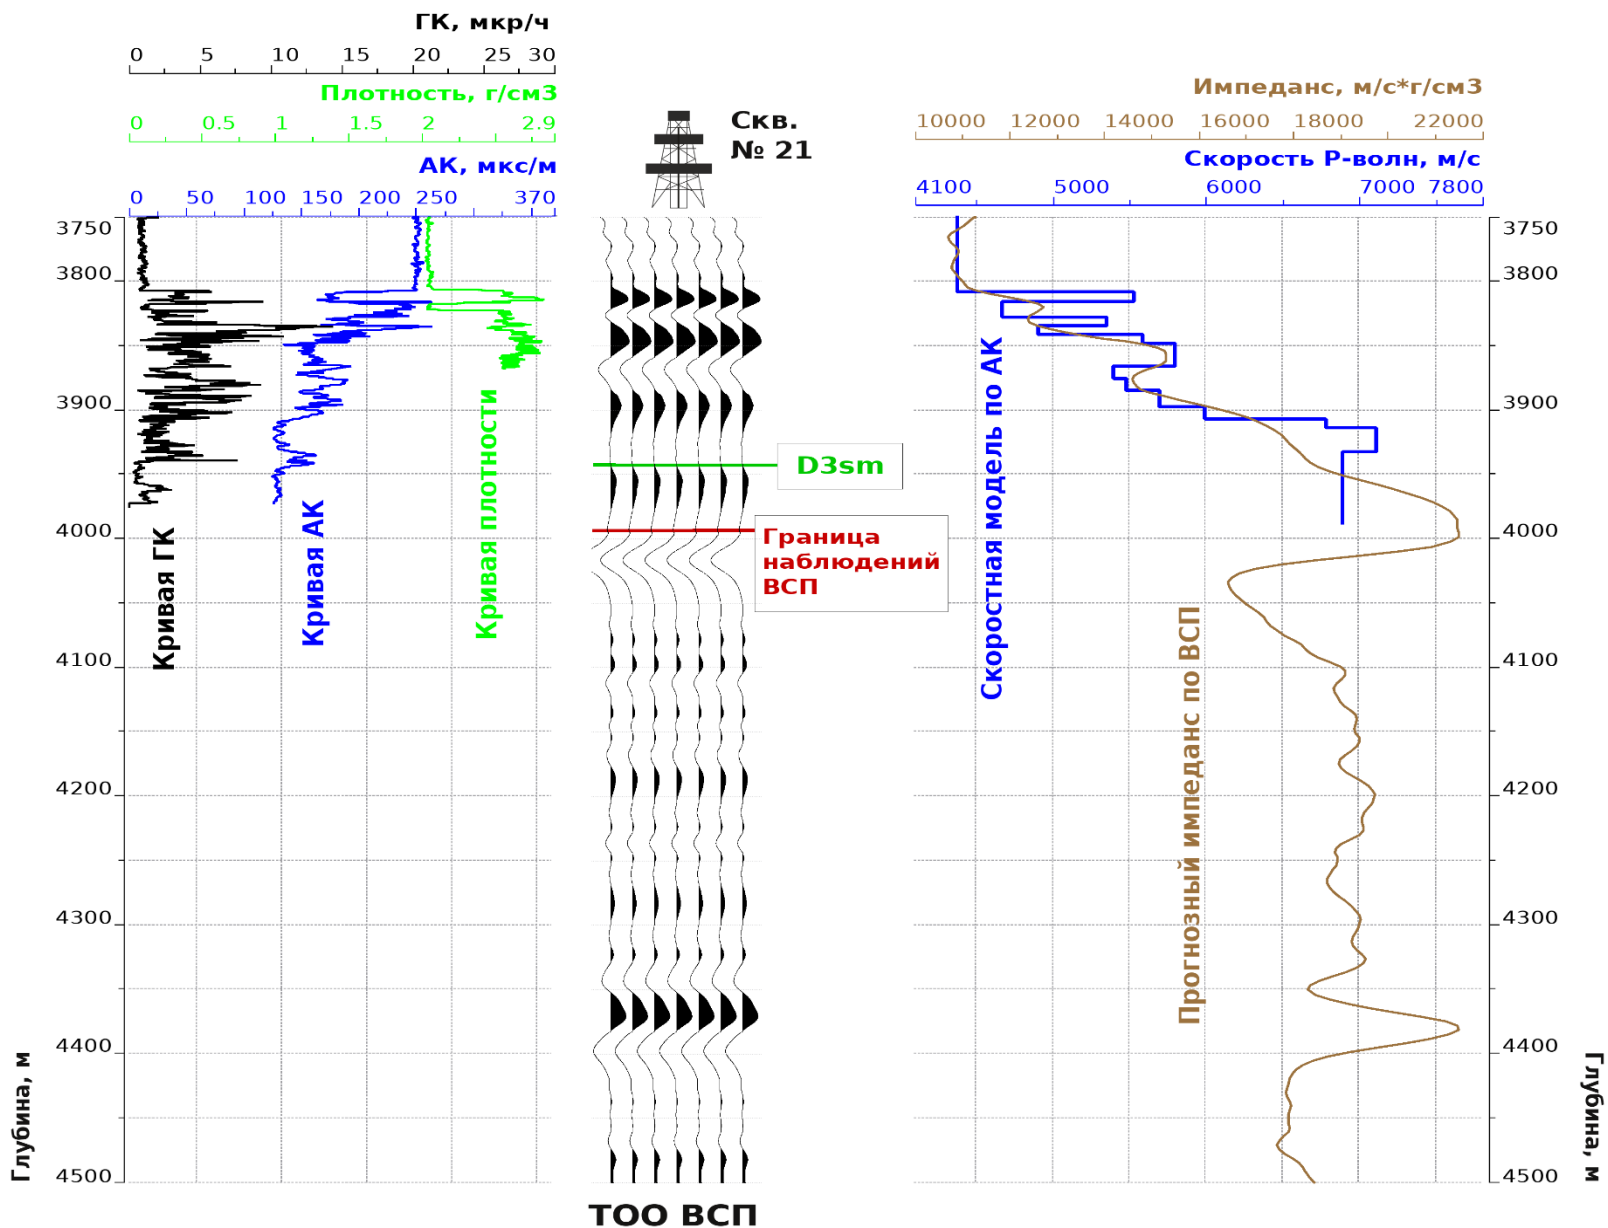 ГК, мкр/ч
0 5 10 15 20 25 30
Плотность, г/см3
0 0.5 1 1.5 2 2.9
АК, мкс/м
0 50 100 150 200 250 370
Скв.
№ 21
Импеданс, м/с*г/см3
10000 12000 14000 16000 18000 22000
Скорость Р-волн, м/с
4100 5000 6000 7000 7800
3750
3800
3900
4000
4100
4200
4300
4400
4500
Глубина, м
Кривая ГК
Кривая АК
Кривая плотности
D3sm
Граница
наблюдений
ВСП
ТОО ВСП
Скоростная модель по АК
Прогнозный импеданс по ВСП
3750
3800
3900
4000
4100
4200
4300
4400
4500
Глубина, м